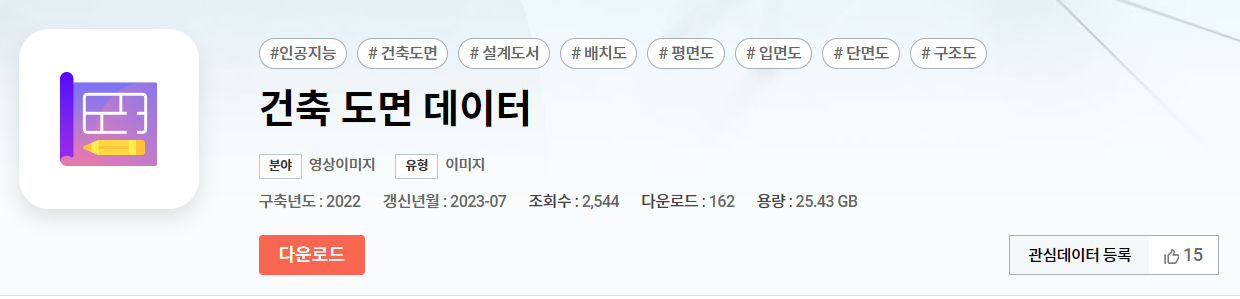 #인공지능 # 건축도면 # 설계도서 # 배치도 # 평면도 # 입면도 # 단면도 # 구조도
건축 도면 데이터
분야 영상이미지 유형 이미지
구축년도 : 2022 갱신년월 : 2023-07 조회수 : 2,544 다운로드 : 162 용량 : 25.43 GB
다운로드 관심데이터 등록 15